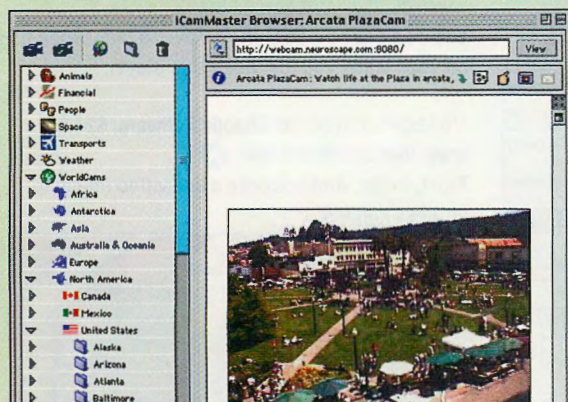 iCamMaster Browser: Arcata PlazaCam
http://webcam.neuroscape.com:8080/
View
Arcata PlazaCam: Watch life at the Plaza in arcata,
Animals
Financial
People
Space
Transports
Weather
WorldCams
Africa
Antarctica
Asia
Australia & Oceania
Europe
North America
Canada
Mexico
United States
Alaska
Arizona
Atlanta
Baltimore